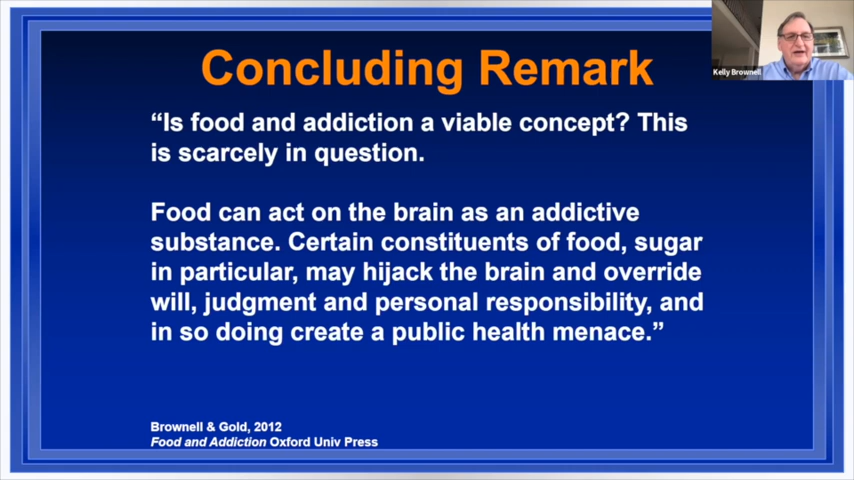 Concluding Remark
Kelly Brownell
“Is food and addiction a viable concept? This
is scarcely in question.
Food can act on the brain as an addictive
substance. Certain constituents of food, sugar
in particular, may hijack the brain and override
will, judgment and personal responsibility, and
in so doing create a public health menace.”
Brownell & Gold, 2012
Food and Addiction Oxford Univ Press